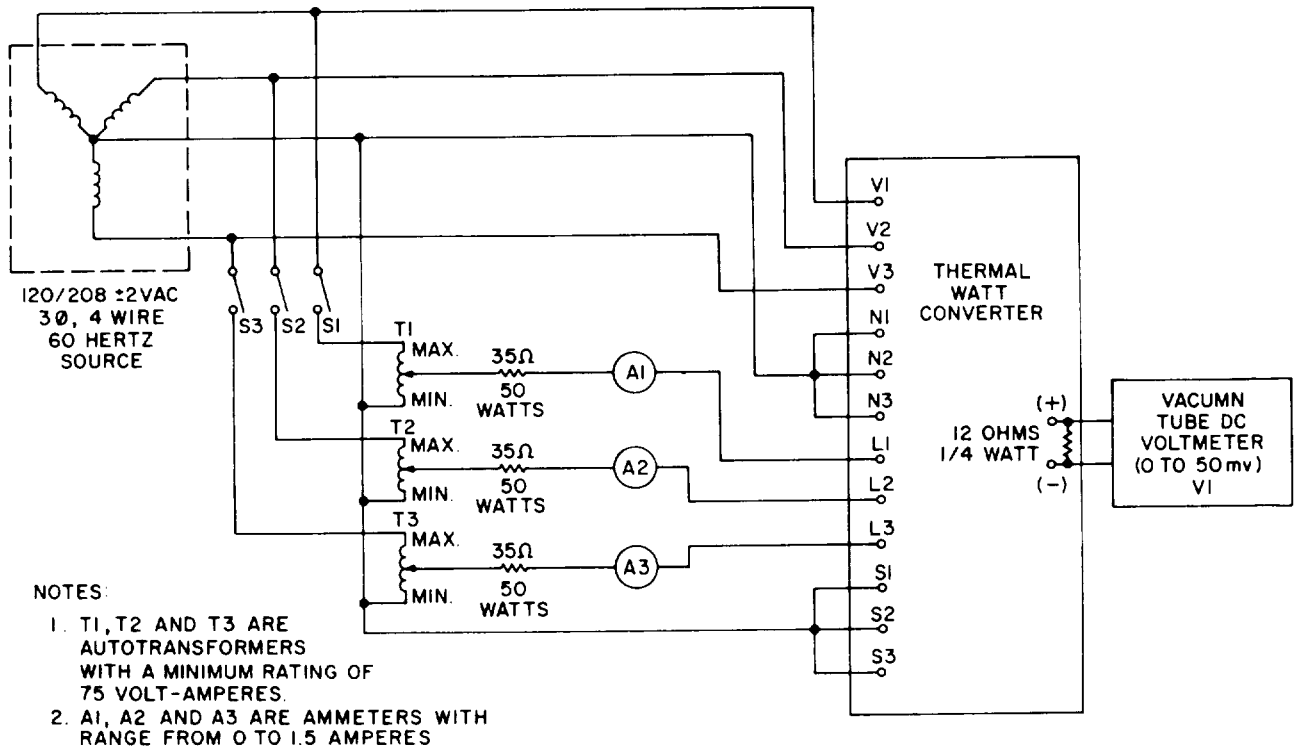 120/208 ±2VAC
3Ø, 4 WIRE
60 HERTZ
SOURCE
S3
S2
S1
T1
MAX.
MIN.
35Ω
50
WATTS
A1
T2
MAX.
MIN.
35Ω
50
WATTS
A2
T3
MAX.
MIN.
35Ω
50
WATTS
A3
V1
V2
V3
N1
N2
N3
L1
L2
L3
S1
S2
S3
THERMAL
WATT
CONVERTER
(+)
12 OHMS
1/4 WATT
(-)
VACUMN
TUBE DC
VOLTMETER
(0 TO 50mv)
V1
NOTES:
1. T1, T2 AND T3 ARE
AUTOTRANSFORMERS
WITH A MINIMUM RATING OF
75 VOLT-AMPERES.
2. A1, A2 AND A3 ARE AMMETERS WITH
RANGE FROM 0 TO 1.5 AMPERES